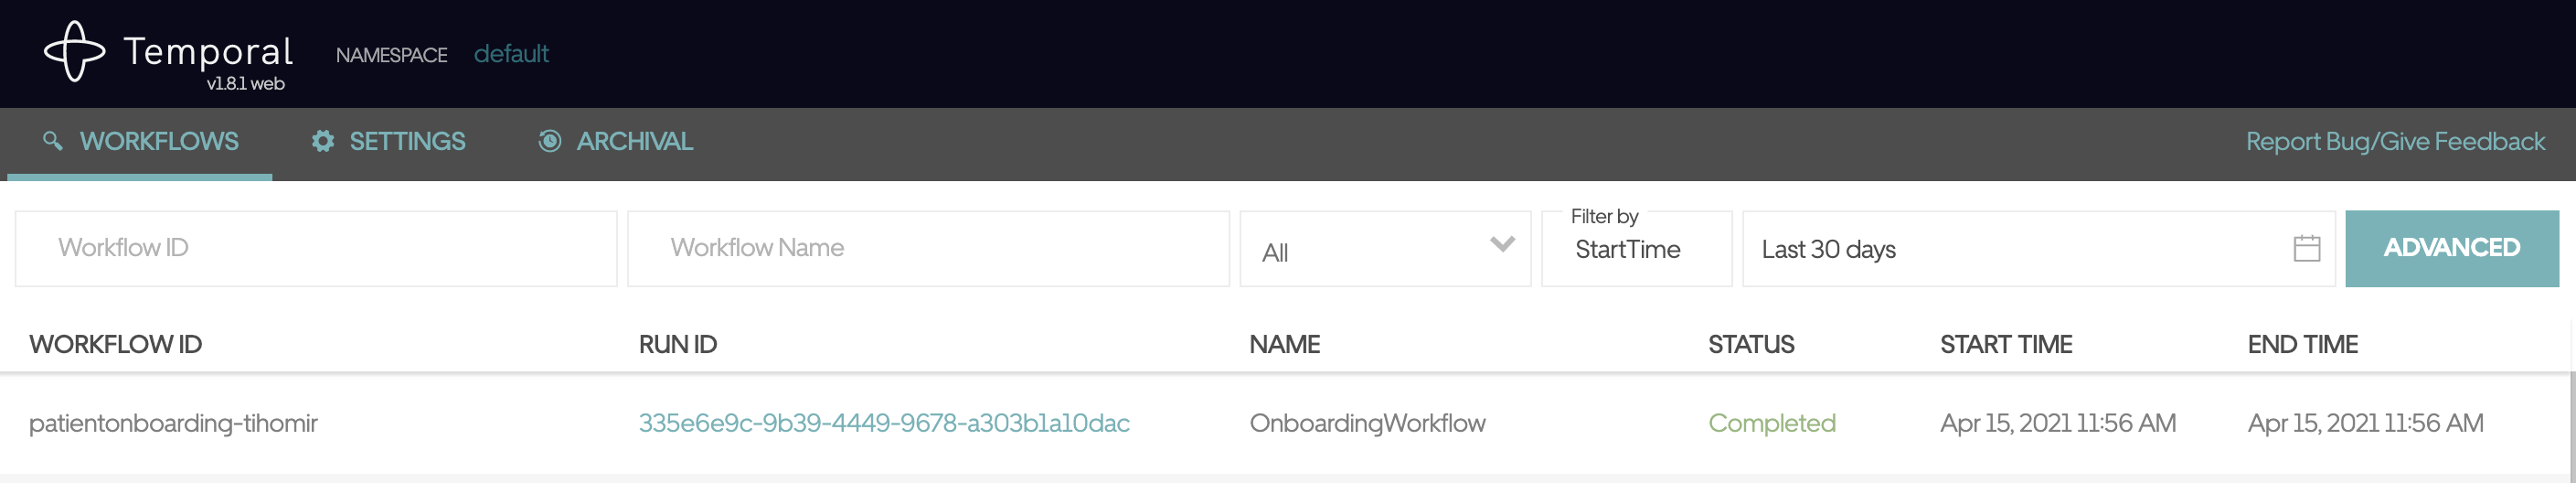 Temporal
v1.8.1 web
NAMESPACE default
WORKFLOWS SETTINGS ARCHIVAL Report Bug/Give Feedback
Workflow ID Workflow Name All Filter by StartTime Last 30 days ADVANCED
WORKFLOW ID RUN ID NAME STATUS START TIME END TIME
patientonboarding-tihomir 335e6e9c-9b39-4449-9678-a303b1a10dac OnboardingWorkflow Completed Apr 15, 2021 11:56 AM Apr 15, 2021 11:56 AM